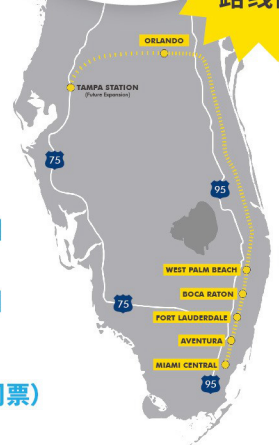 路线
ORLANDO
TAMPA STATION
(Future Expansion)
75
95
WEST PALM BEACH
BOCA RATON
75
FORT LAUDERDALE
AVENTURA
MIAMI CENTRAL
95
票）